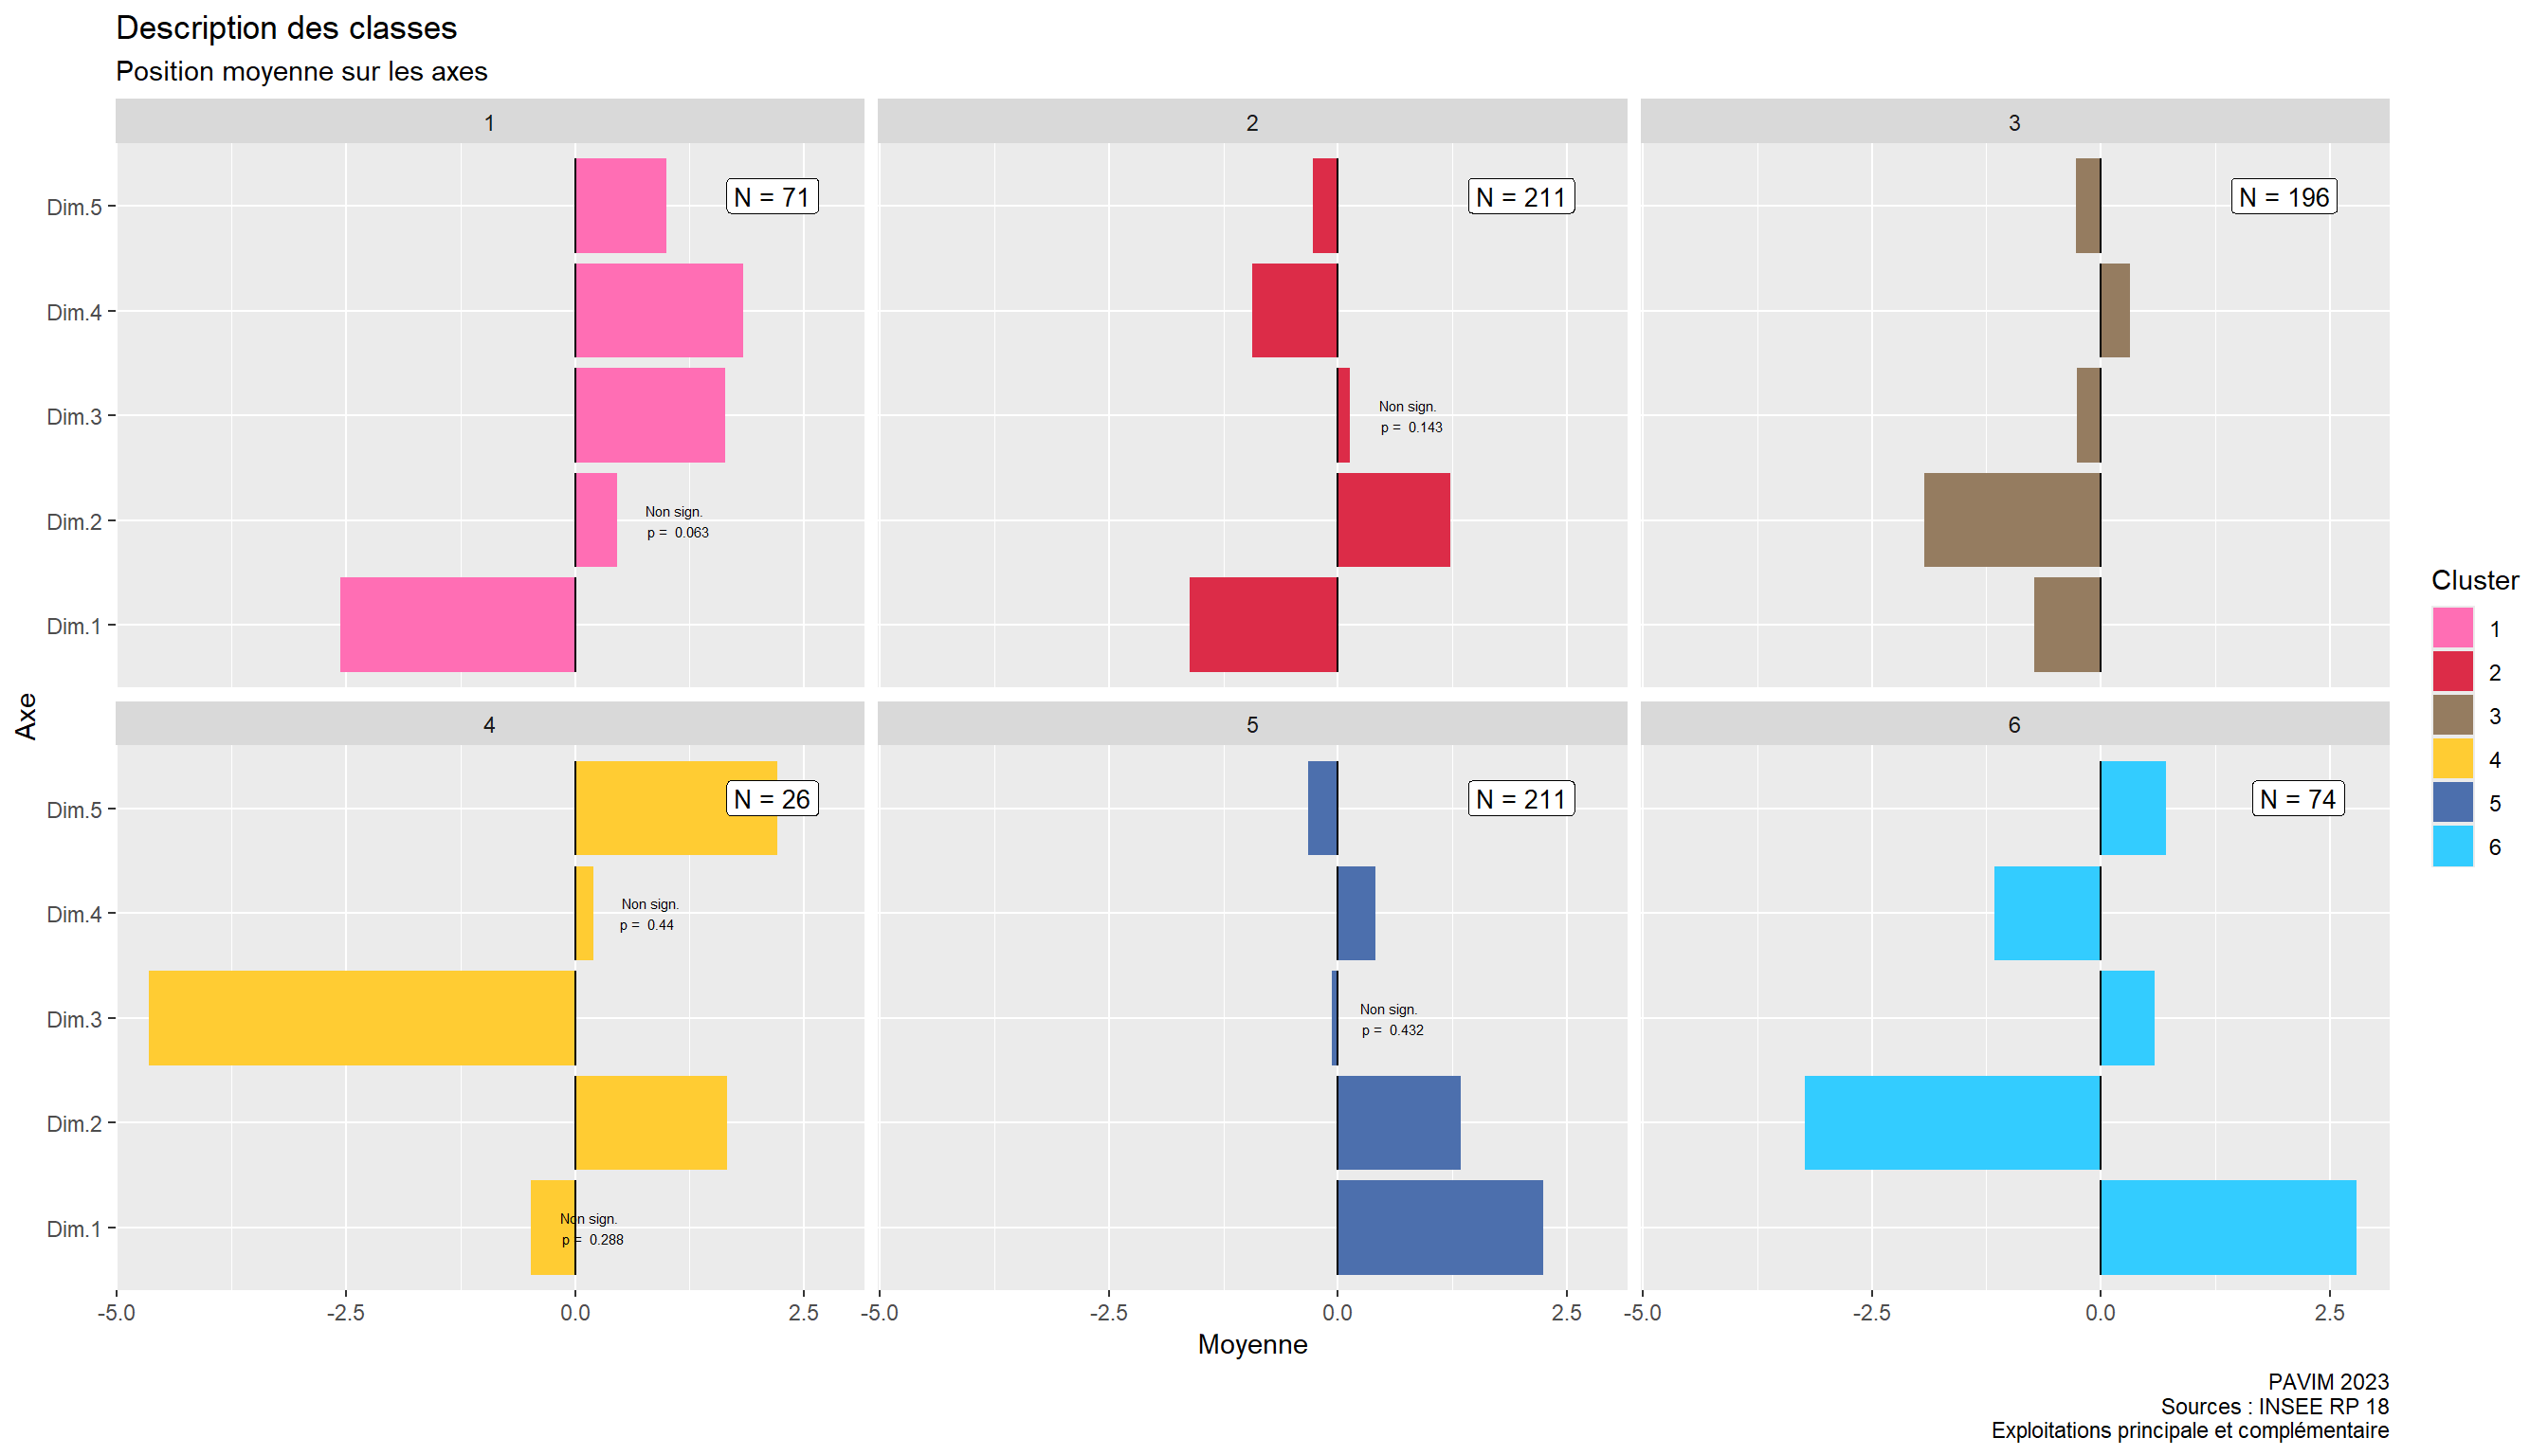 Description des classes
Position moyenne sur les axes
1
2
3
Dim.5
Dim.4
Dim.3
Dim.2
Dim.1
N = 71
Non sign.
p =  0.063
N = 211
Non sign.
p =  0.143
N = 196
Axe
4
5
6
Dim.5
Dim.4
Dim.3
Dim.2
Dim.1
N = 26
Non sign.
p =  0.44
Non sign.
p =  0.288
N = 211
Non sign.
p =  0.432
N = 74
-5.0 -2.5 0.0 2.5
-5.0 -2.5 0.0 2.5
-5.0 -2.5 0.0 2.5
Moyenne
Cluster
1
2
3
4
5
6
PAVIM 2023
Sources : INSEE RP 18
Exploitations principale et complémentaire